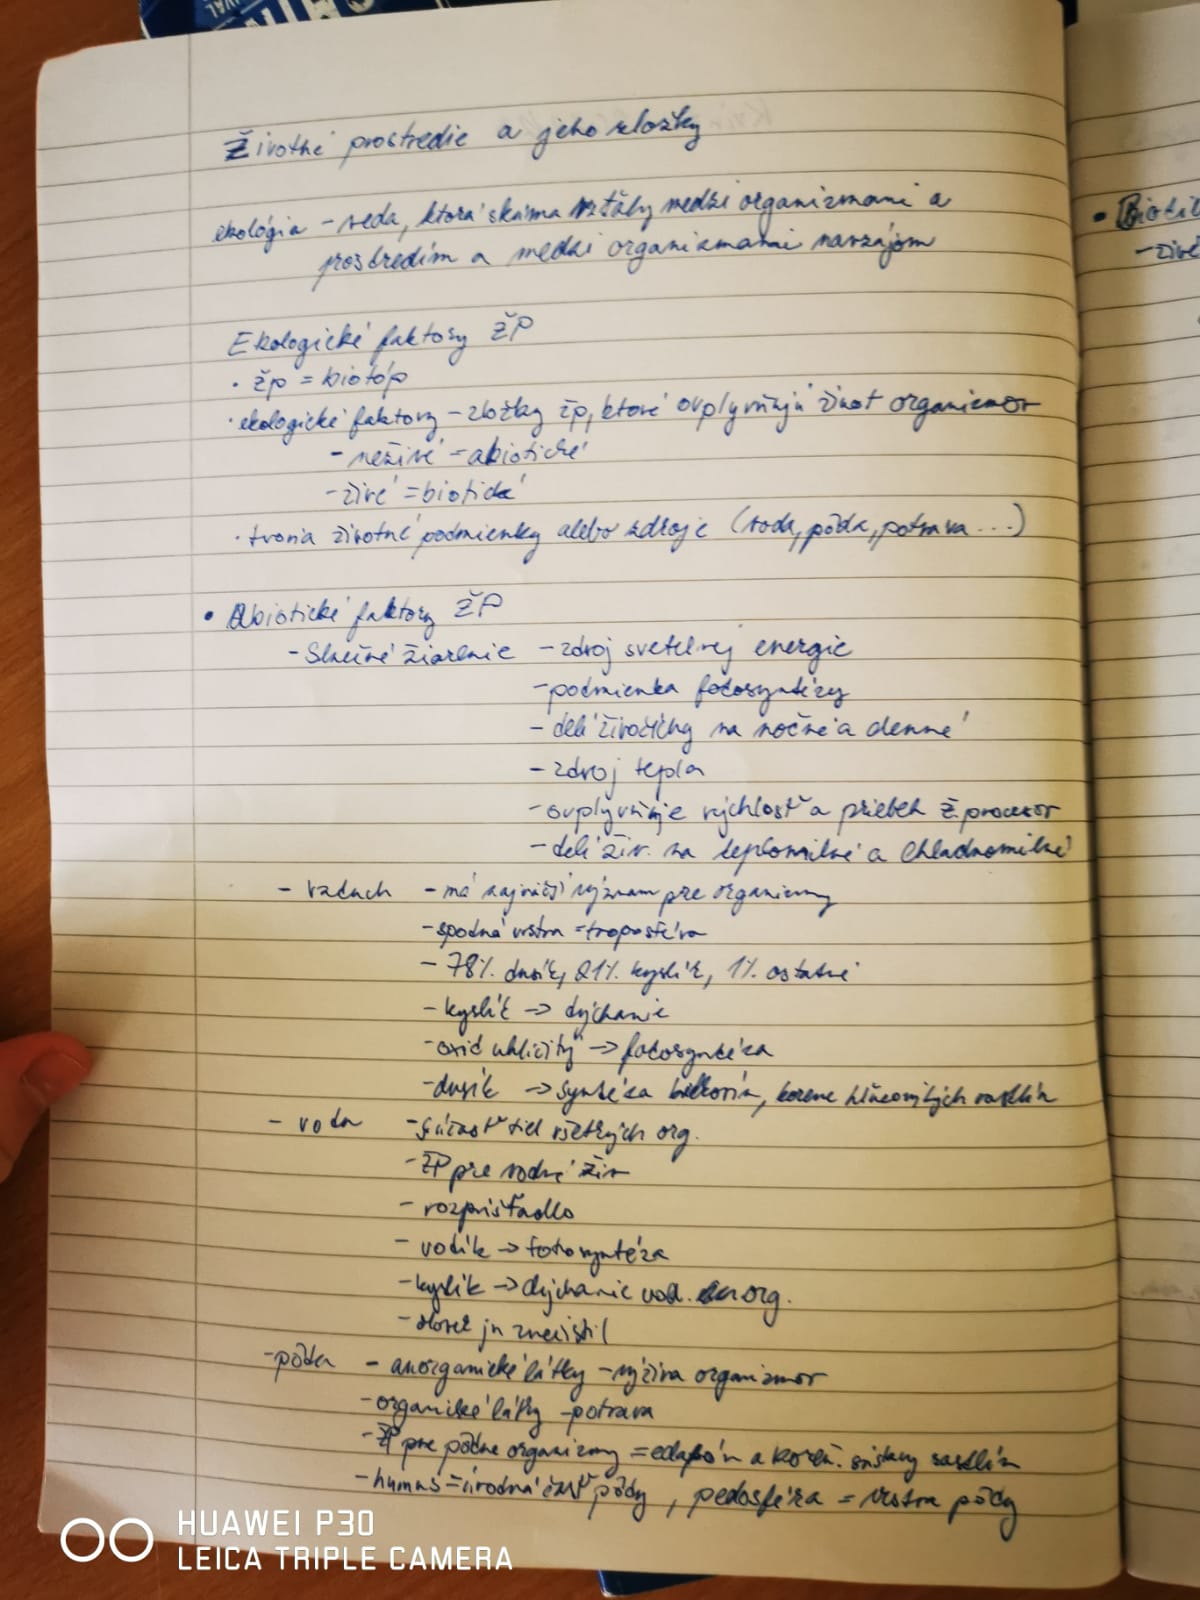 Životné prostredie a jeho zložky
ekológia - veda, ktorá skúma vzťahy medzi organizmami a
prostredím a medzi organizmami navzájom
Ekologické faktory ŽP
• žp = biotóp
• ekologické faktory - zložky žp, ktoré ovplyvňujú život organizmov
- neživé = abiotické
- živé = biotické
• tvoria životné podmienky alebo zdroje (voda, pôda, potrava ...)
• Abiotické faktory ŽP
- Slnečné žiarenie - zdroj svetelnej energie
- podmienka fotosyntézy
- delí živočíchy na nočné a denné
- zdroj tepla
- ovplyvňuje rýchlosť a priebeh ž procesov
- delí živ. na teplomilné a chladnomilné
- vzduch - má najväčší význam pre organizmy
- spodná vrstva = troposféra
- 78% dusík, 21% kyslík, 1% ostatné
- kyslík -> dýchanie
- oxid uhličitý -> fotosyntéza
- dusík -> syntéza bielkovín, korene hľuzovitých rastlín
- voda - súčasť tiel všetkých org.
- ŽP pre vodné živ
- rozpúšťadlo
- vodík -> fotosyntéza
- kyslík -> dýchanie vod. org.
- človek ju znečistil
- pôda - anorganické látky - výživa organizmov
- organické látky - potrava
- ŽP pre pôdne organizmy = edafón a koreň. sústavy rastlín
- humus = úrodná časť pôdy, pedosféra = vrstva pôdy
• Biotic
- živé
HUAWEI P30
LEICA TRIPLE CAMERA